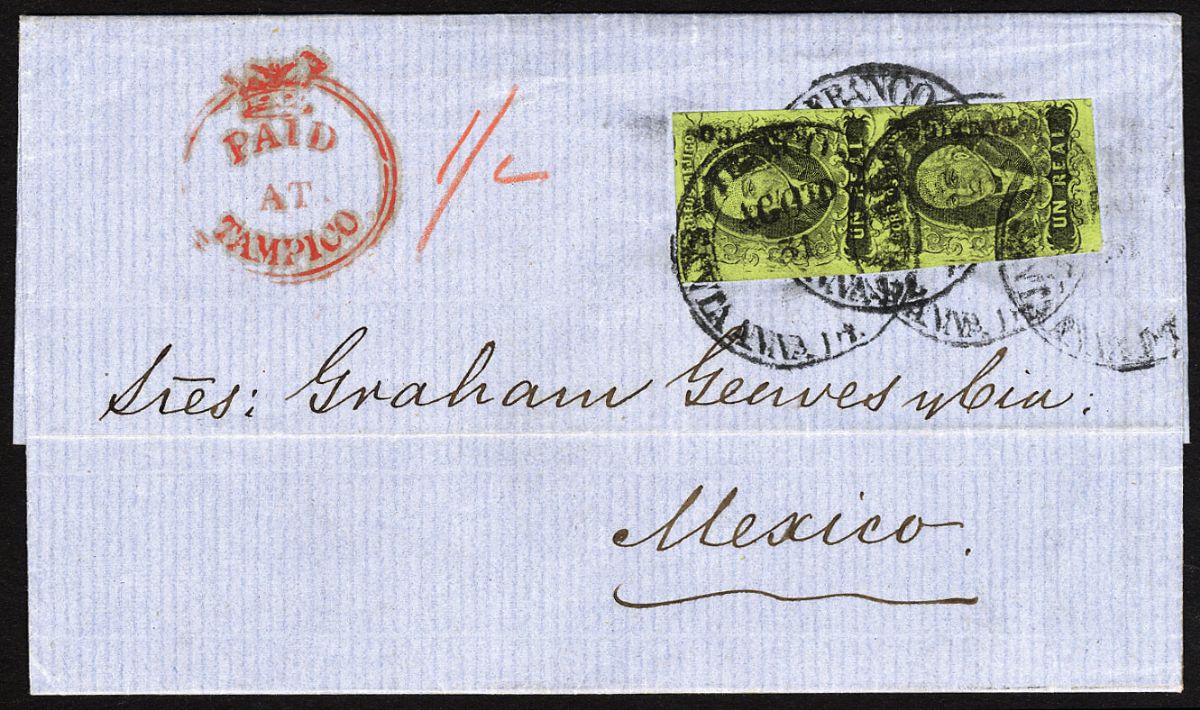 PAID
AT
TAMPICO
1/-
FRANCO
UN REAL
UN REAL
Sres: Graham Geaves y Cia:
Mexico.